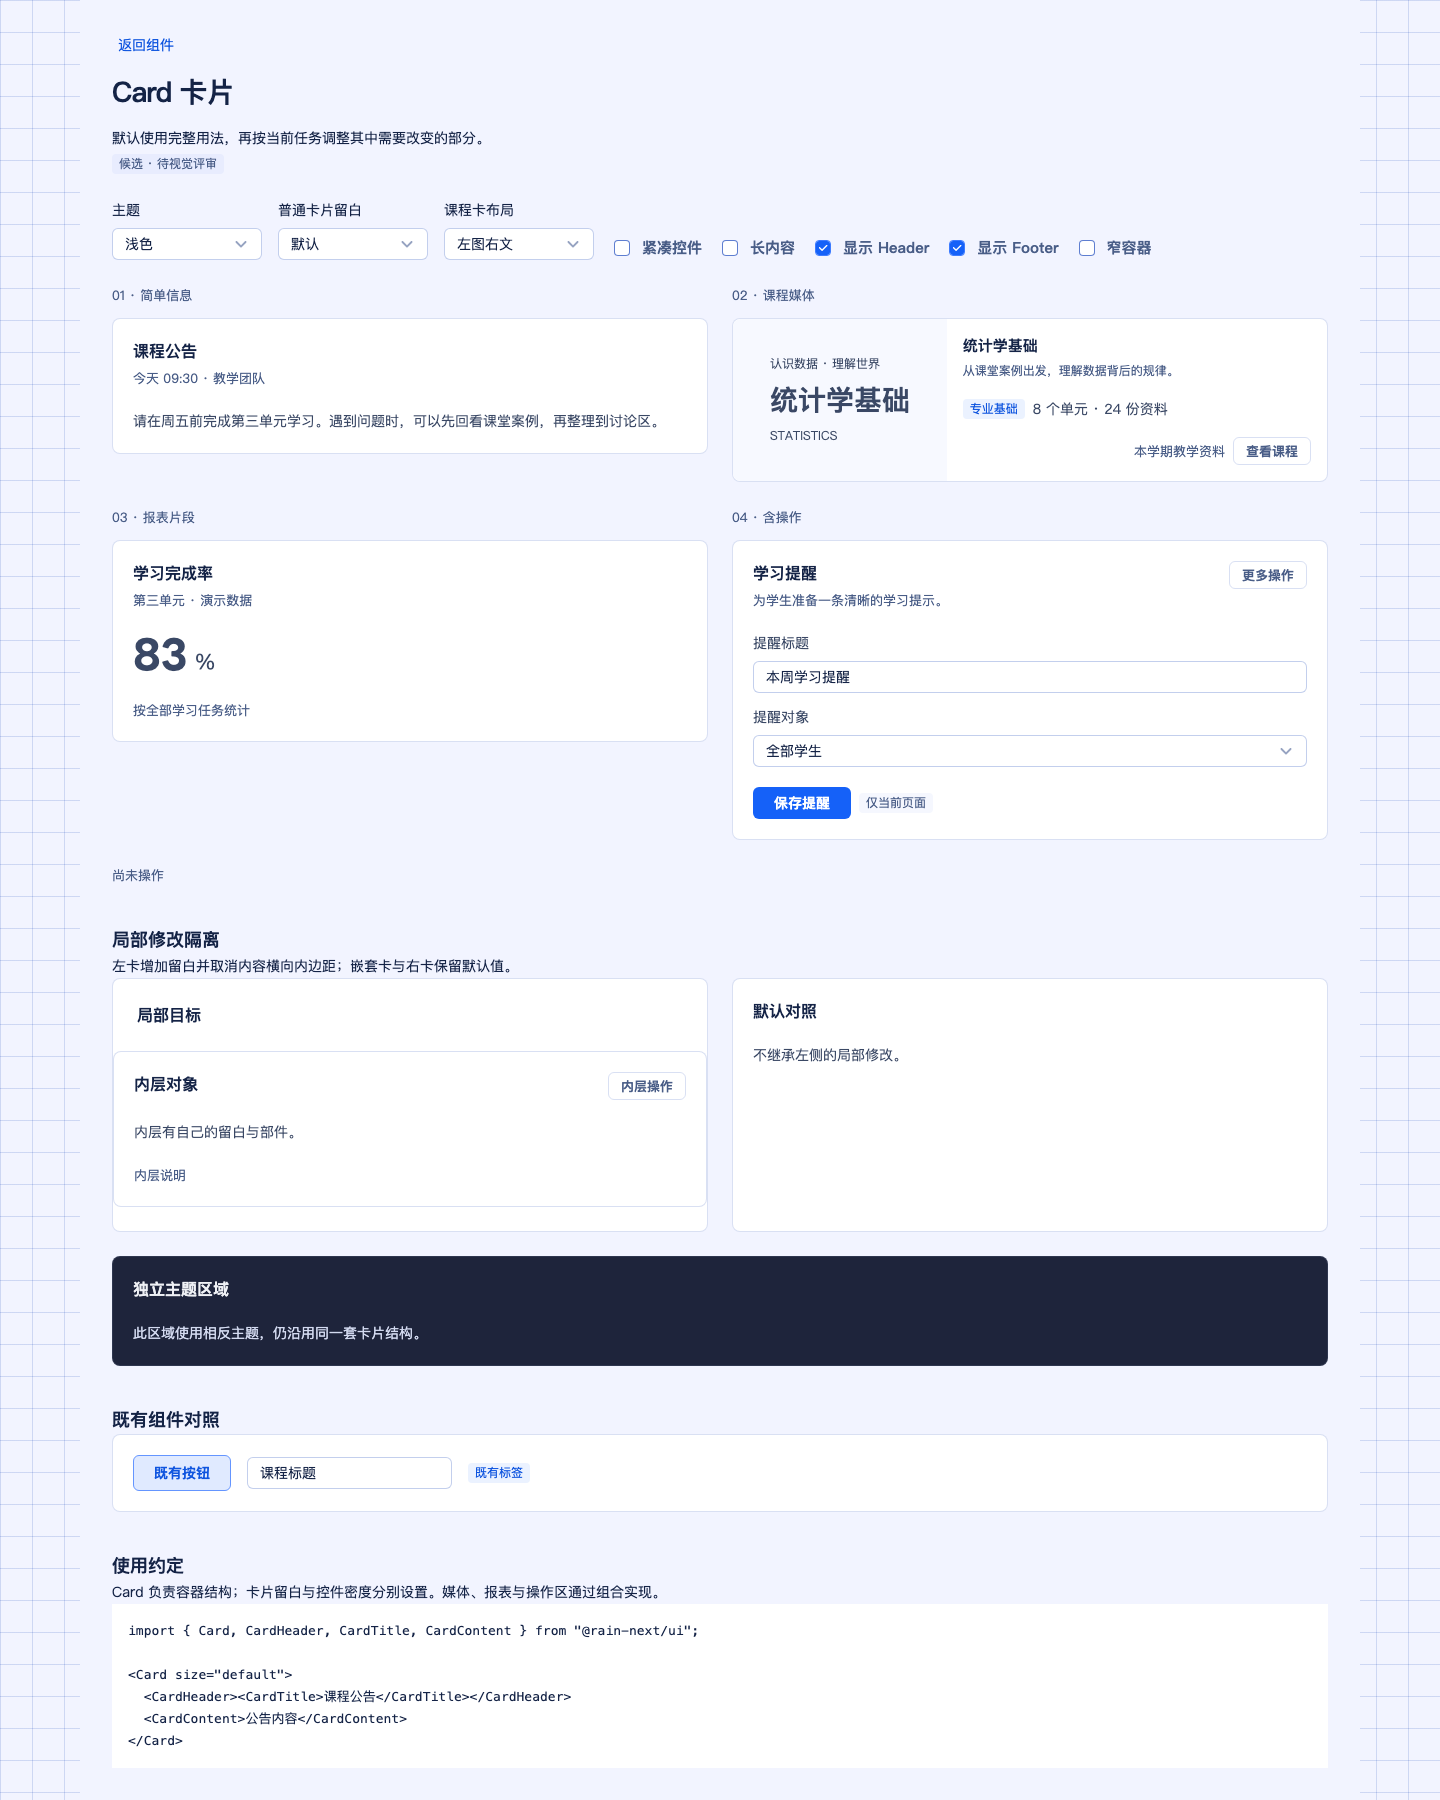 返回组件
Card 卡片
默认使用完整用法，再按当前任务调整其中需要改变的部分。
候选 · 待视觉评审
主题
普通卡片留白
课程卡布局
浅色
默认
左图右文
紧凑控件
长内容
显示 Header
显示 Footer
窄容器
01 · 简单信息
课程公告
今天 09:30 · 教学团队
请在周五前完成第三单元学习。遇到问题时，可以先回看课堂案例，再整理到讨论区。
02 · 课程媒体
认识数据 · 理解世界
统计学基础
STATISTICS
统计学基础
从课堂案例出发，理解数据背后的规律。
专业基础 8 个单元 · 24 份资料
本学期教学资料 查看课程
03 · 报表片段
学习完成率
第三单元 · 演示数据
83 %
按全部学习任务统计
04 · 含操作
学习提醒
更多操作
为学生准备一条清晰的学习提示。
提醒标题
本周学习提醒
提醒对象
全部学生
保存提醒 仅当前页面
尚未操作
局部修改隔离
左卡增加留白并取消内容横向内边距；嵌套卡与右卡保留默认值。
局部目标
内层对象
内层操作
内层有自己的留白与部件。
内层说明
默认对照
不继承左侧的局部修改。
独立主题区域
此区域使用相反主题，仍沿用同一套卡片结构。
既有组件对照
既有按钮 课程标题 既有标签
使用约定
Card 负责容器结构；卡片留白与控件密度分别设置。媒体、报表与操作区通过组合实现。
import { Card, CardHeader, CardTitle, CardContent } from "@rain-next/ui";
<Card size="default">
<CardHeader><CardTitle>课程公告</CardTitle></CardHeader>
<CardContent>公告内容</CardContent>
</Card>